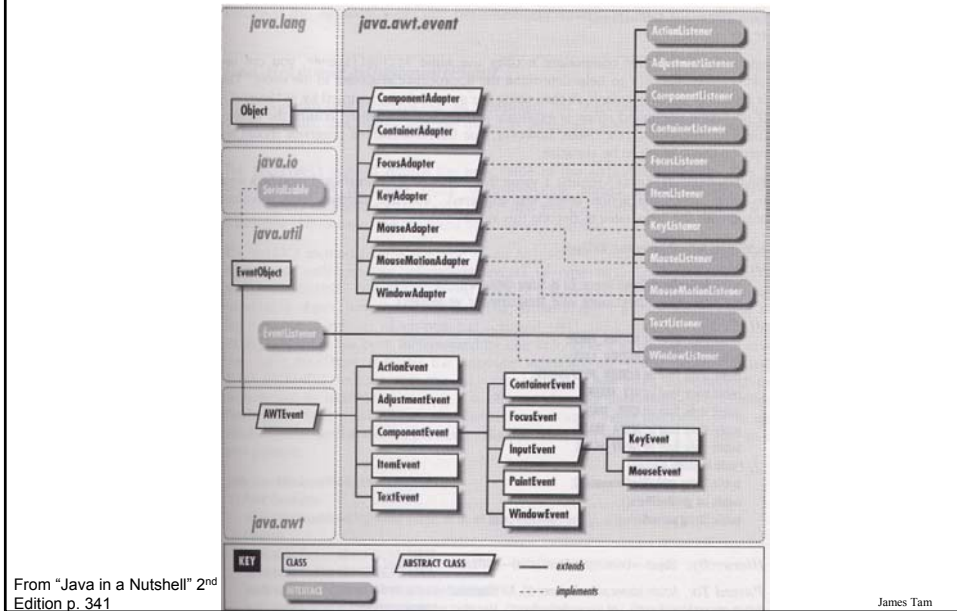 java.lang
java.awt.event
ActionListener
AdjustmentListener
ComponentAdapter
ComponentListener
Object
ContainerAdapter
ContainerListener
java.io
FocusAdapter
FocusListener
Serializable
KeyAdapter
ItemListener
java.util
KeyListener
MouseAdapter
MouseListener
EventObject
MouseMotionAdapter
WindowAdapter
MouseMotionListener
EventListener
TextListener
WindowListener
ActionEvent
ContainerEvent
AdjustmentEvent
AWTEvent
FocusEvent
ComponentEvent
InputEvent
KeyEvent
ItemEvent
MouseEvent
PaintEvent
TextEvent
WindowEvent
java.awt
KEY
CLASS
ABSTRACT CLASS
extends
INTERFACE
implements
From “Java in a Nutshell” 2nd
Edition p. 341
James Tam